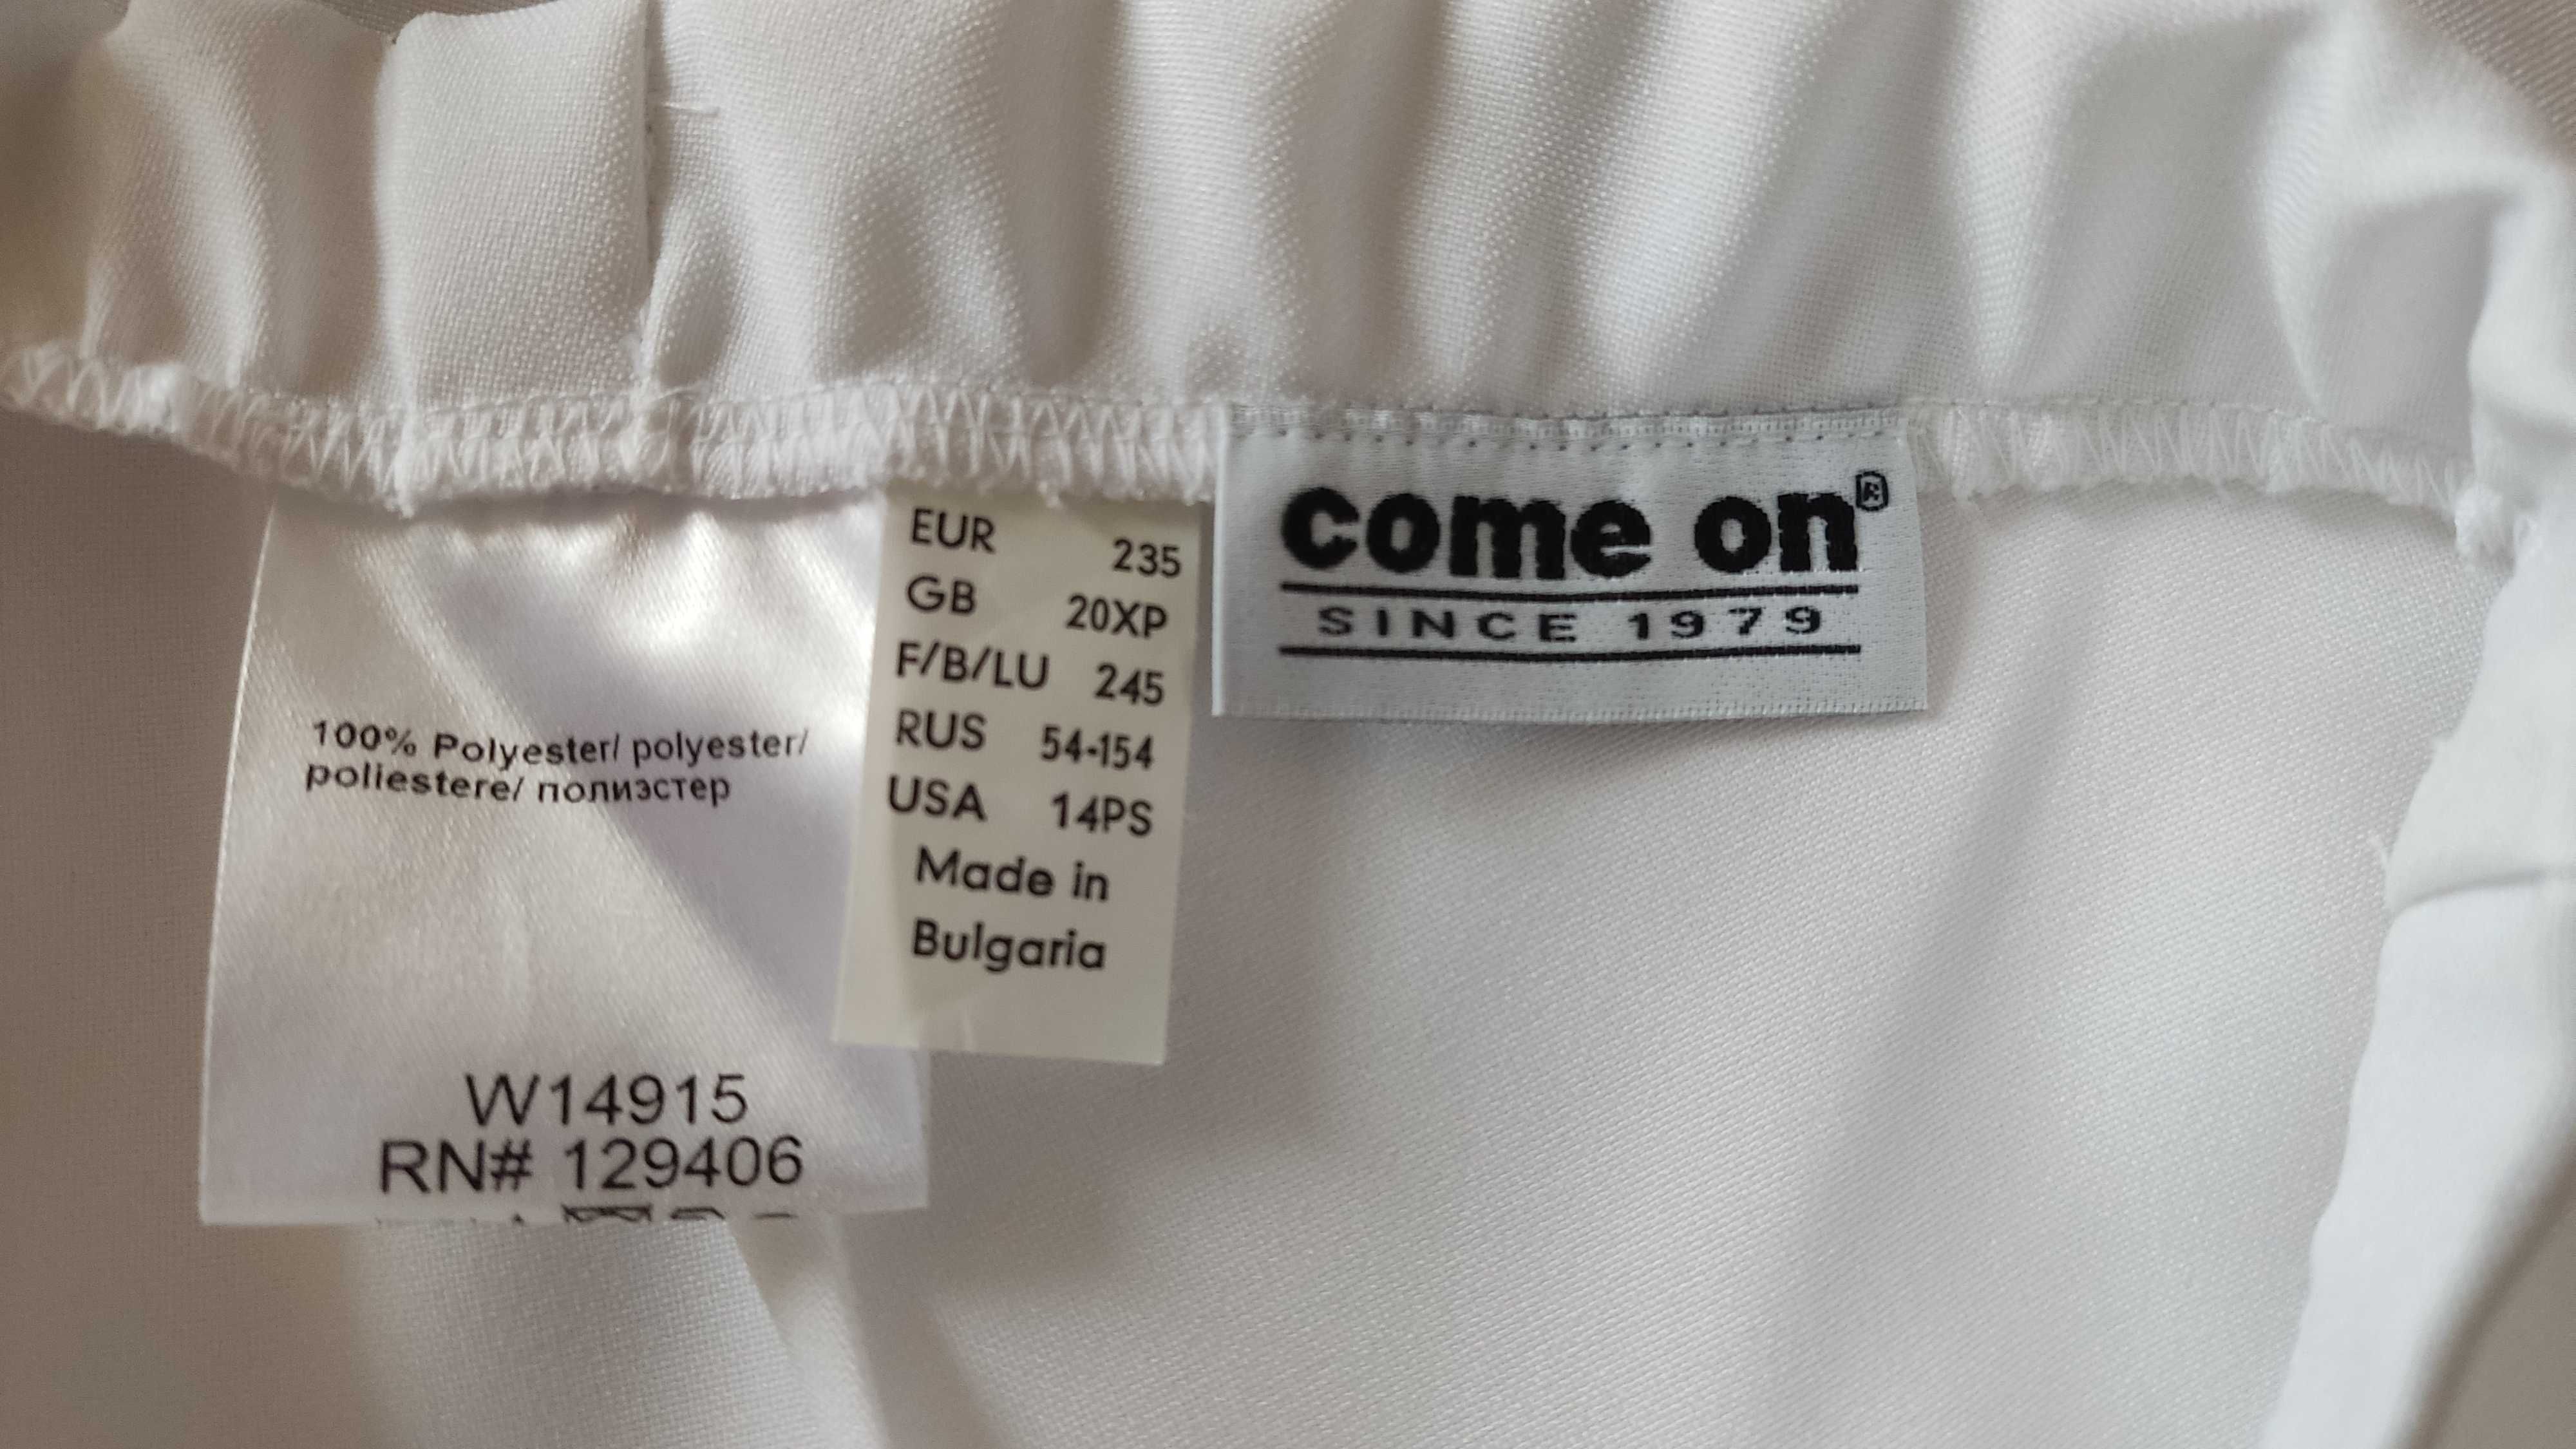 100% Polyester/ polyester/
poliestere/ полиэстер
W14915
RN# 129406
EUR 235
GB 20XP
F/B/LU 245
RUS 54-154
USA 14PS
Made in
Bulgaria
come on®
SINCE 1979